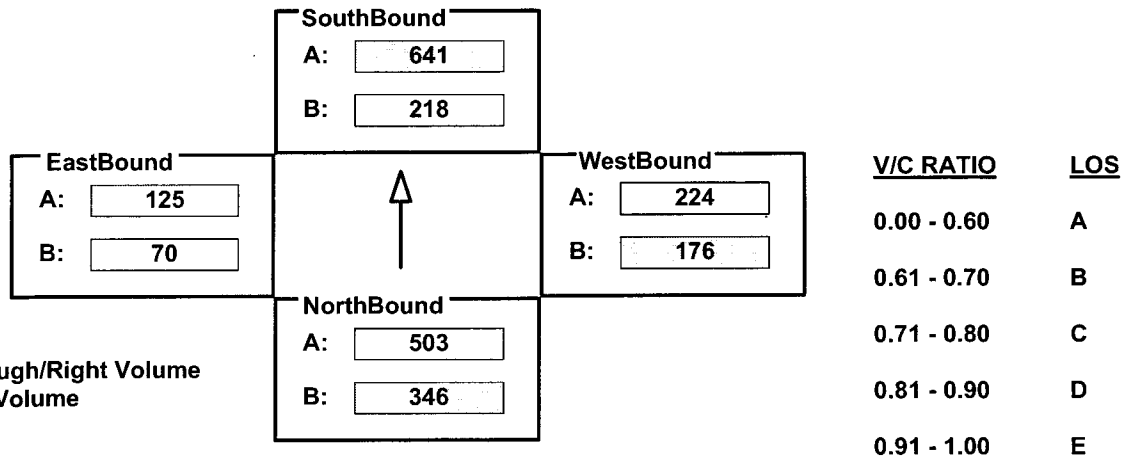 SouthBound
A: 641
B: 218
EastBound
A: 125
B: 70
WestBound
A: 224
B: 176
NorthBound
A: 503
B: 346
ugh/Right Volume
Volume
V/C RATIO LOS
0.00 - 0.60 A
0.61 - 0.70 B
0.71 - 0.80 C
0.81 - 0.90 D
0.91 - 1.00 E